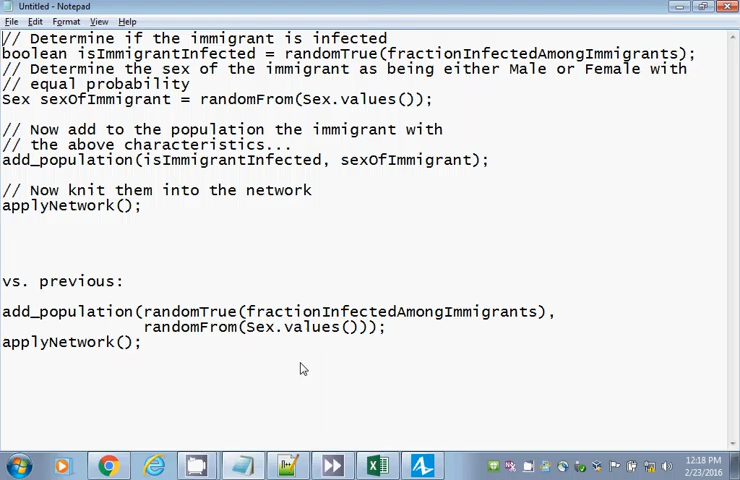 Untitled - Notepad
File Edit Format View Help
// Determine if the immigrant is infected
boolean isImmigrantInfected = randomTrue(fractionInfectedAmongImmigrants);
// Determine the sex of the immigrant as being either Male or Female with
// equal probability
Sex sexOfImmigrant = randomFrom(Sex.values());
// Now add to the population the immigrant with
// the above characteristics...
add_population(isImmigrantInfected, sexOfImmigrant);
// Now knit them into the network
applyNetwork();
vs. previous:
add_population(randomTrue(fractionInfectedAmongImmigrants),
randomFrom(Sex.values()));
applyNetwork();
12:18 PM
2/23/2016